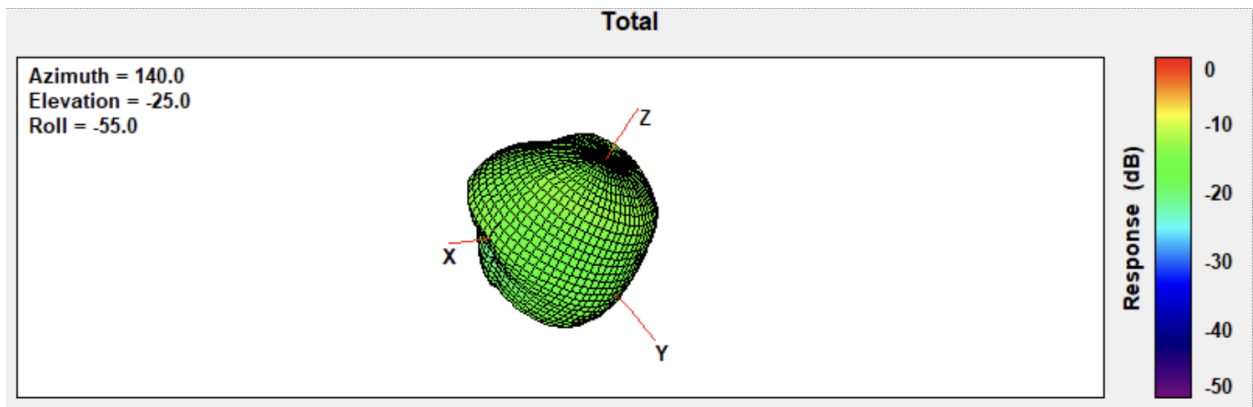 Total
Azimuth = 140.0
Elevation = -25.0
Roll = -55.0
Z
X
Y
Response (dB)
0
-10
-20
-30
-40
-50